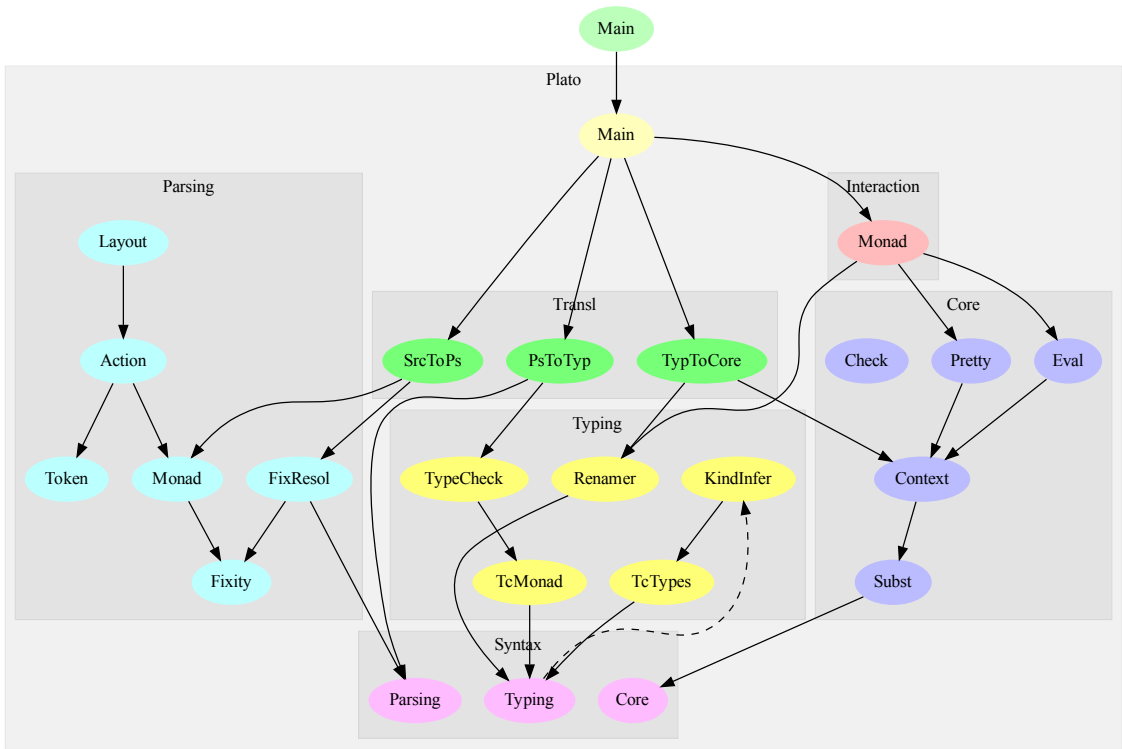 Main
Plato
Main
Parsing
Interaction
Layout
Monad
Transl
Core
Action
SrcToPs
PsToTyp
TypToCore
Check
Pretty
Eval
Typing
Token
Monad
FixResol
TypeCheck
Renamer
KindInfer
Context
Fixity
TcMonad
TcTypes
Subst
Syntax
Parsing
Typing
Core